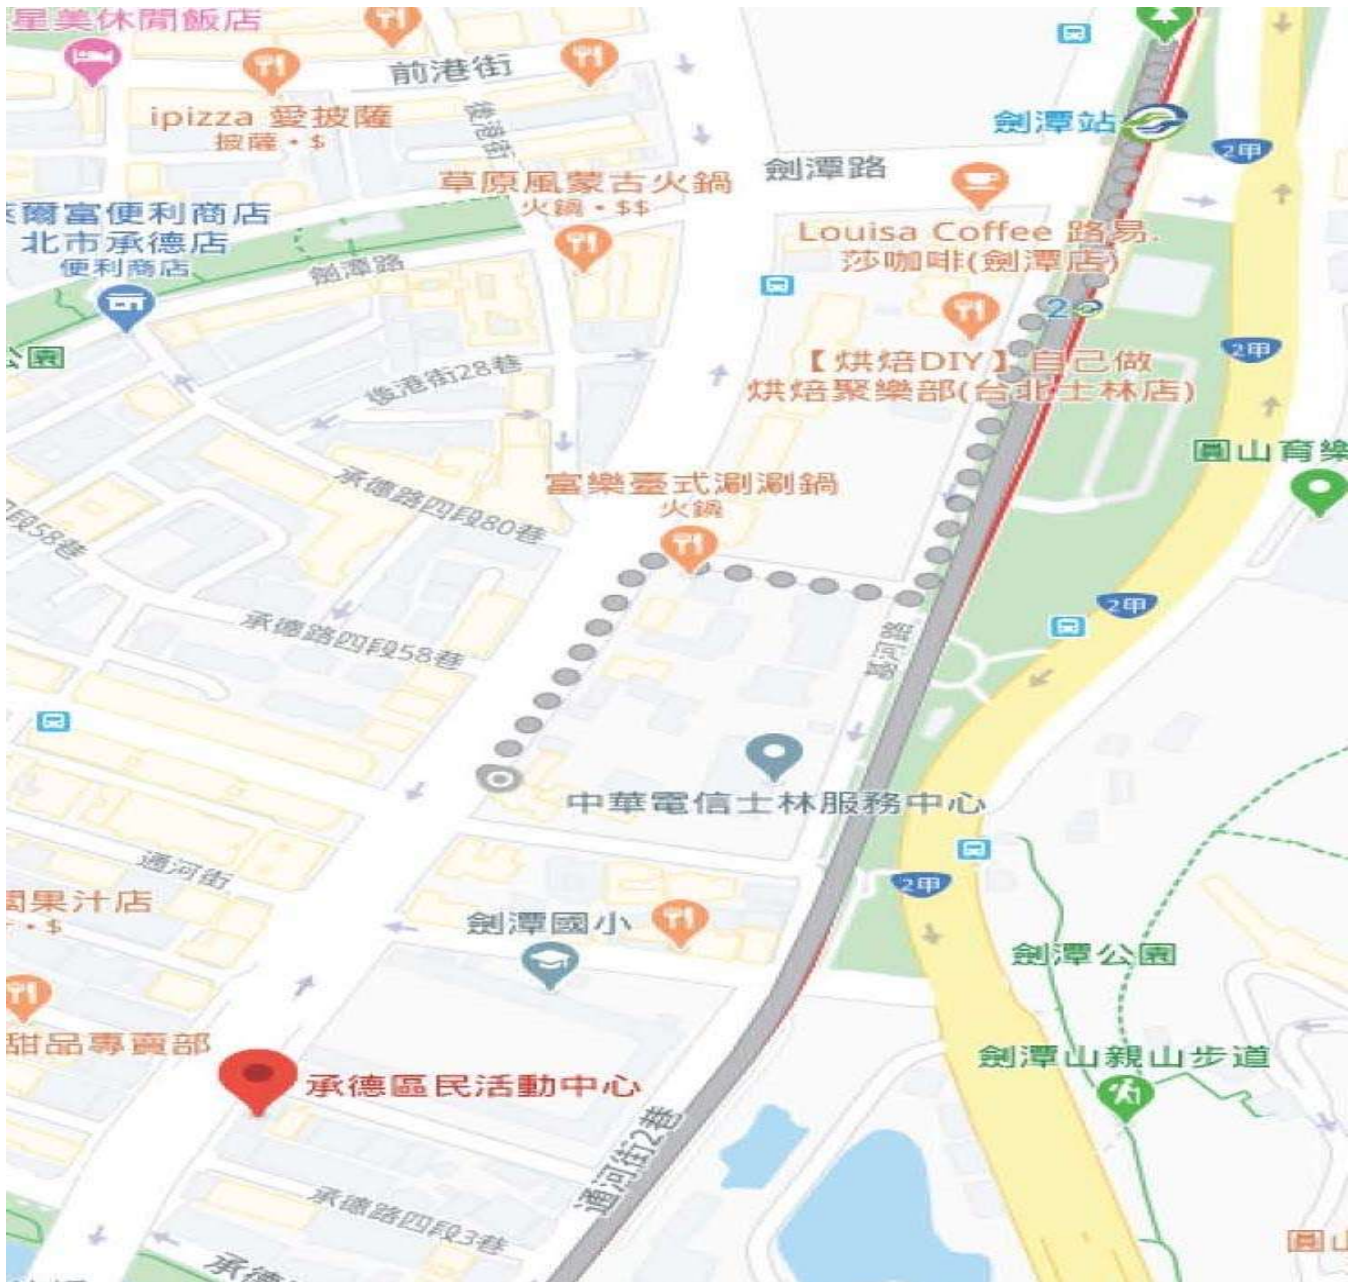 星美休閒飯店
前港街
ipizza 愛披薩
披薩・$
後港街
劍潭站
2甲
草原風蒙古火鍋
火鍋・$$
劍潭路
萊爾富便利商店
北市承德店
便利商店
劍潭路
Louisa Coffee 路易.
莎咖啡(劍潭店)
2
公園
後港街28巷
【烘焙DIY】自己做
烘焙聚樂部(台北士林店)
2甲
圓山育樂
承德路四段80巷
富樂臺式涮涮鍋
火鍋
段58巷
承德路四段58巷
2甲
基河路
中華電信士林服務中心
通河街
2甲
果汁店
・$
劍潭國小
劍潭公園
甜品專賣部
承德區民活動中心
劍潭山親山步道
通河街2巷
承德路四段3巷
承德
圓山